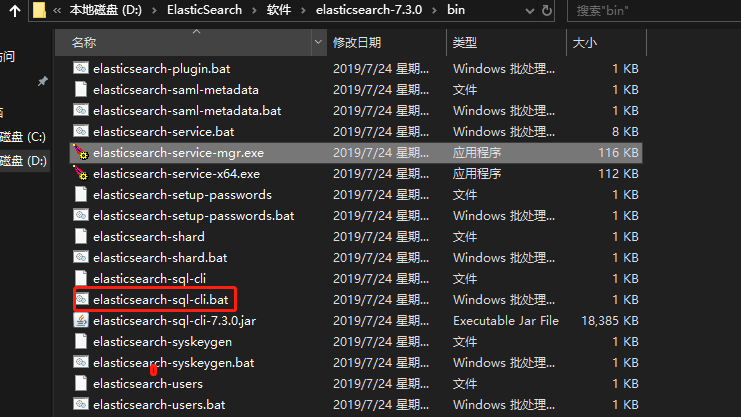 « 本地磁盘 (D:) › ElasticSearch › 软件 › elasticsearch-7.3.0 › bin
搜索"bin"
名称 修改日期 类型 大小
elasticsearch-plugin.bat 2019/7/24 星期... Windows 批处理... 1 KB
访问
elasticsearch-saml-metadata 2019/7/24 星期... 文件 1 KB
elasticsearch-saml-metadata.bat 2019/7/24 星期... Windows 批处理... 1 KB
elasticsearch-service.bat 2019/7/24 星期... Windows 批处理... 8 KB
磁盘 (C:)
elasticsearch-service-mgr.exe 2019/7/24 星期... 应用程序 116 KB
磁盘 (D:)
elasticsearch-service-x64.exe 2019/7/24 星期... 应用程序 112 KB
elasticsearch-setup-passwords 2019/7/24 星期... 文件 1 KB
elasticsearch-setup-passwords.bat 2019/7/24 星期... Windows 批处理... 1 KB
elasticsearch-shard 2019/7/24 星期... 文件 1 KB
elasticsearch-shard.bat 2019/7/24 星期... Windows 批处理... 1 KB
elasticsearch-sql-cli 2019/7/24 星期... 文件 1 KB
elasticsearch-sql-cli.bat 2019/7/24 星期... Windows 批处理... 1 KB
elasticsearch-sql-cli-7.3.0.jar 2019/7/24 星期... Executable Jar File 18,385 KB
elasticsearch-syskeygen 2019/7/24 星期... 文件 1 KB
elasticsearch-syskeygen.bat 2019/7/24 星期... Windows 批处理... 1 KB
elasticsearch-users 2019/7/24 星期... 文件 1 KB
elasticsearch-users.bat 2019/7/24 星期... Windows 批处理... 1 KB